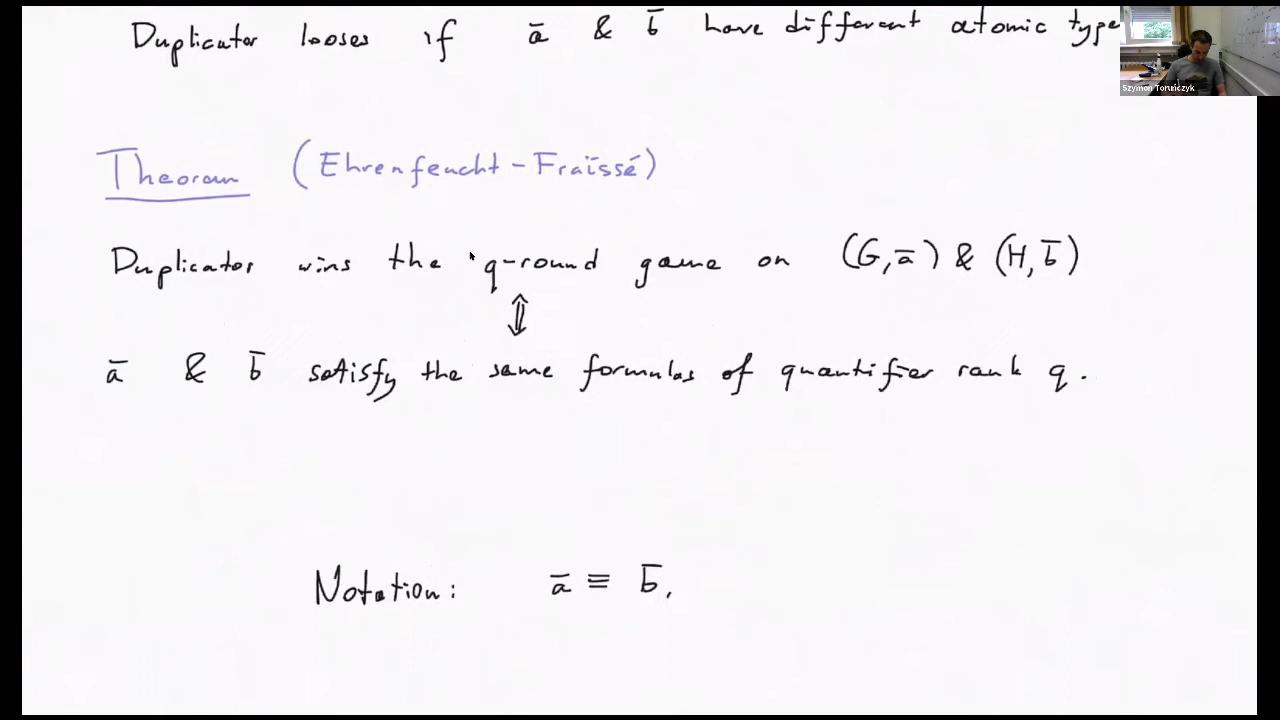 Duplicator looses if ā & b̄ have different atomic type
Szymon Toruńczyk
Theorem (Ehrenfeucht-Fraïssé)
Duplicator wins the q-round game on (G,ā) & (H,b̄)
⇕
ā & b̄ satisfy the same formulas of quantifier rank q.
Notation: ā ≡ b̄,